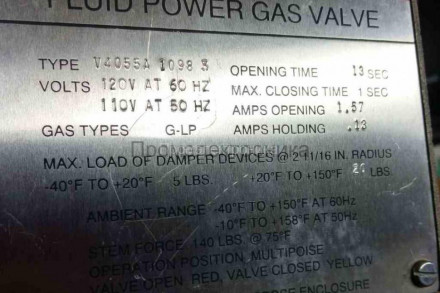 FLUID POWER GAS VALVE
TYPE V4055A 1098 3
VOLTS 120V AT 60 HZ
110V AT 50 HZ
GAS TYPES G-LP
OPENING TIME 13 SEC
MAX. CLOSING TIME 1 SEC
AMPS OPENING 1.57
AMPS HOLDING .13
Промэлектроника
MAX. LOAD OF DAMPER DEVICES @ 2 11/16 IN. RADIUS
-40°F TO +20°F 5 LBS. +20°F TO +150°F LBS.
AMBIENT RANGE -40°F TO +150°F AT 60Hz
-10°F TO +158°F AT 50Hz
STEM FORCE 140 LBS @ 75°F
OPERATION POSITION, MULTIPOISE
VALVE OPEN RED, VALVE CLOSED YELLOW
ENCLOSURE